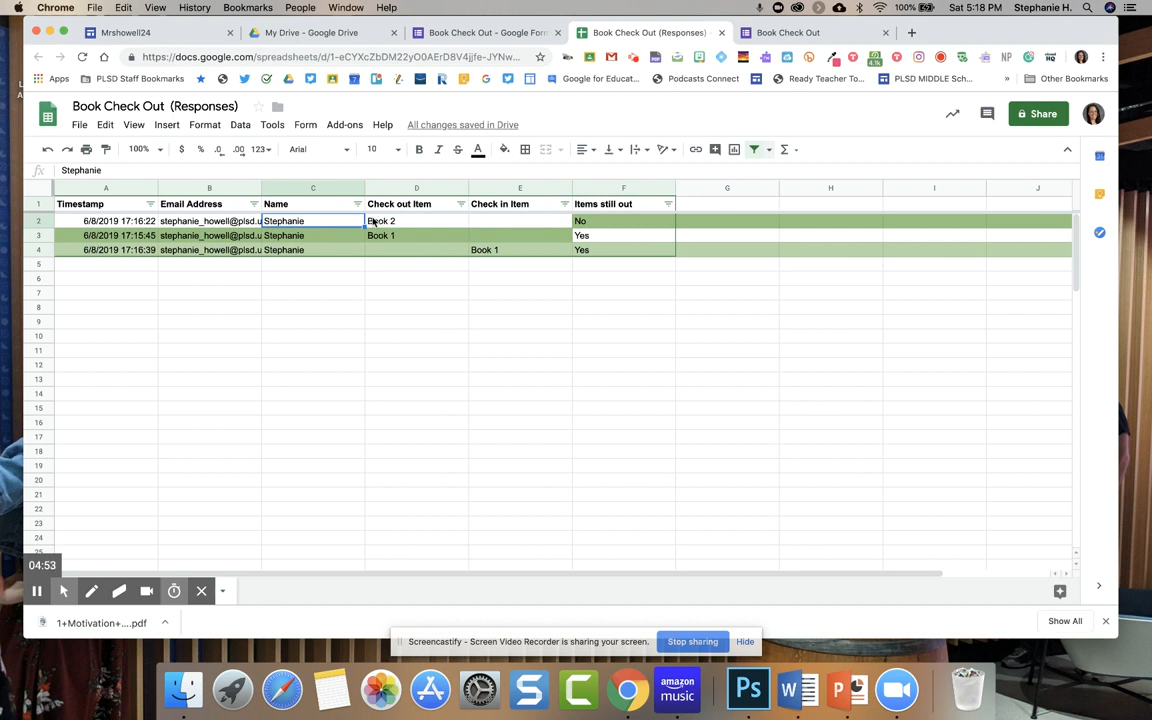 Chrome File Edit View History Bookmarks People Window Help 100% Sat 5:18 PM Stephanie H.
Mrshowell24 My Drive - Google Drive Book Check Out - Google Form Book Check Out (Responses) - Book Check Out
https://docs.google.com/spreadsheets/d/1-eCYXcZbDM22yO0AErD8V4jjfe-JYNw...
Apps PLSD Staff Bookmarks Google for Educat... Podcasts Connect Ready Teacher To... PLSD MIDDLE Sch... » Other Bookmarks
Book Check Out (Responses)
File Edit View Insert Format Data Tools Form Add-ons Help All changes saved in Drive
Share
100% $ % .0 .00 123 Arial 10 B I S A
fx Stephanie
A B C D E F G H I J
1 Timestamp Email Address Name Check out Item Check in Item Items still out
2 6/8/2019 17:16:22 stephanie_howell@plsd.u Stephanie Book 2 No
3 6/8/2019 17:15:45 stephanie_howell@plsd.u Stephanie Book 1 Yes
4 6/8/2019 17:16:39 stephanie_howell@plsd.u Stephanie Book 1 Yes
5
6
7
8
9
10
11
12
13
14
15
16
17
18
19
20
21
22
23
24
25
04:53
1+Motivation+....pdf Show All
Screencastify - Screen Video Recorder is sharing your screen. Stop sharing Hide
amazon music Ps W P